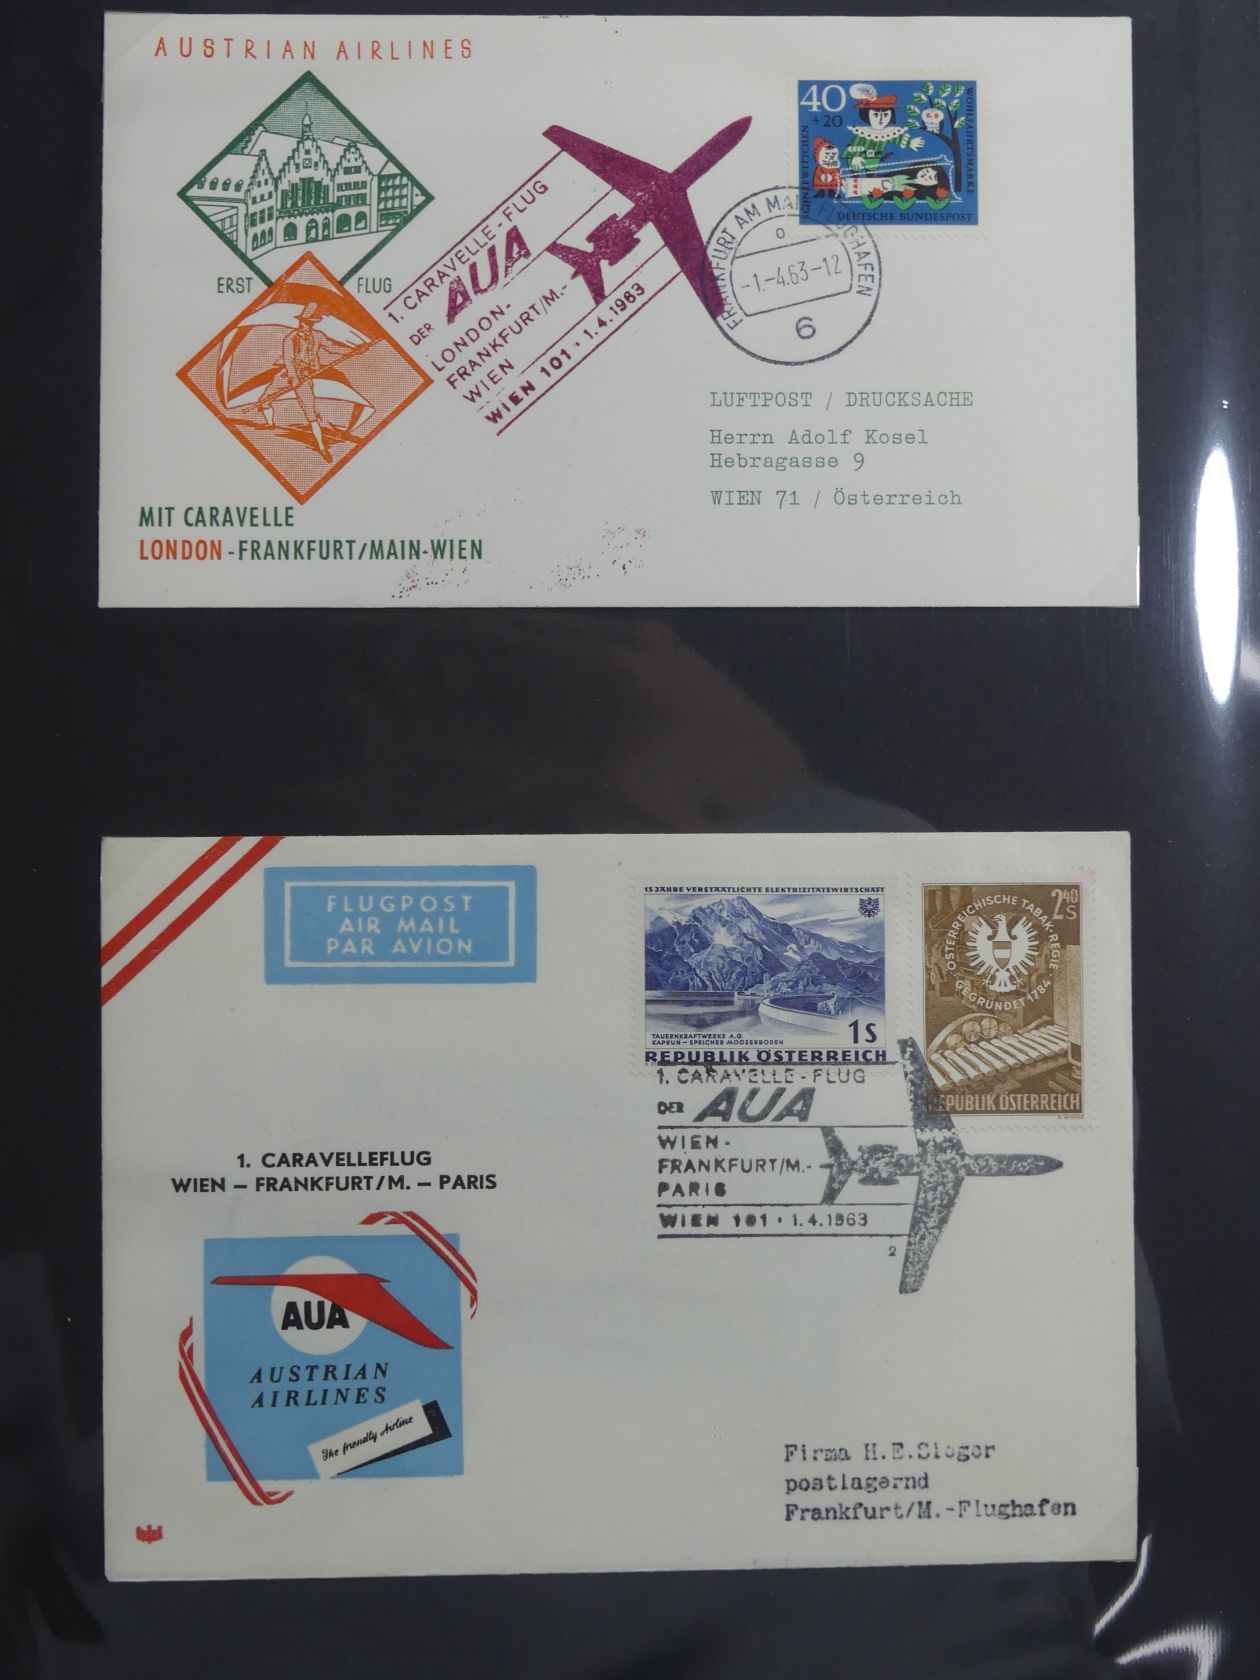 AUSTRIAN AIRLINES
ERST FLUG
MIT CARAVELLE
LONDON-FRANKFURT/MAIN-WIEN
1. CARAVELLE-FLUG
DER AUA
LONDON-
FRANKFURT/M.-
WIEN
WIEN 101 · 1.4.1963
40
+20
WOHLFAHRTSMARKE
SCHNEEWITTCHEN
DEUTSCHE BUNDESPOST
FRANKFURT AM MAIN FLUGHAFEN
-1.-4.63-12
6
LUFTPOST / DRUCKSACHE
Herrn Adolf Kosel
Hebragasse 9
WIEN 71 / Österreich
FLUGPOST
AIR MAIL
PAR AVION
15 JAHRE VERSTAATLICHTE ELEKTRIZITÄTSWIRTSCHAFT
1S
TAUERNKRAFTWERKE A.G.
KAPRUN – SPEICHER MOOSERBODEN
REPUBLIK ÖSTERREICH
2.40
S
ÖSTERREICHISCHE TABAK-REGIE
GEGRÜNDET 1784
REPUBLIK ÖSTERREICH
1. CARAVELLE-FLUG
DER AUA
WIEN-
FRANKFURT/M.-
PARIS
WIEN 101 · 1.4.1963
2
1. CARAVELLEFLUG
WIEN – FRANKFURT/M. – PARIS
AUA
AUSTRIAN
AIRLINES
The friendly Airline
Firma H.E.Sieger
postlagernd
Frankfurt/M.-Flughafen